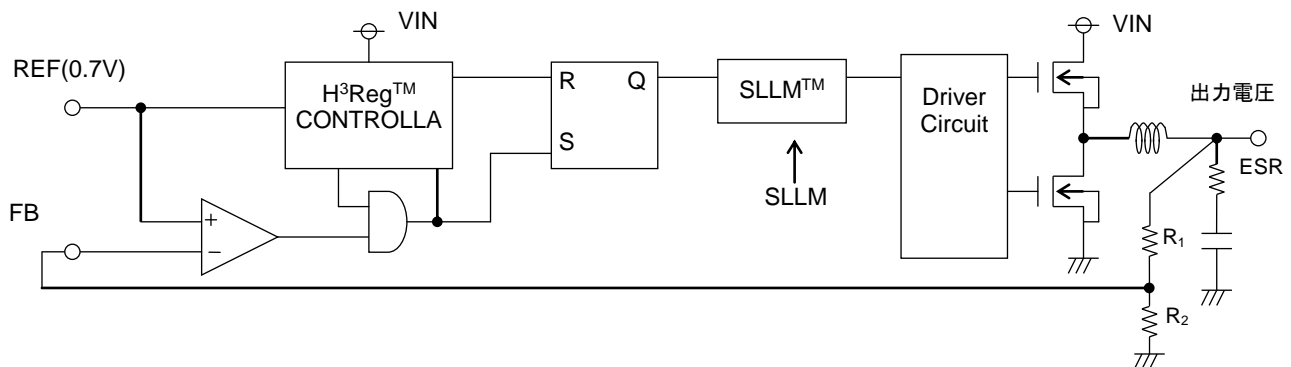 VIN
REF(0.7V)
H³Reg™
CONTROLLA
R
Q
S
SLLM™
SLLM
Driver
Circuit
VIN
出力電圧
ESR
FB
+
−
R₁
R₂